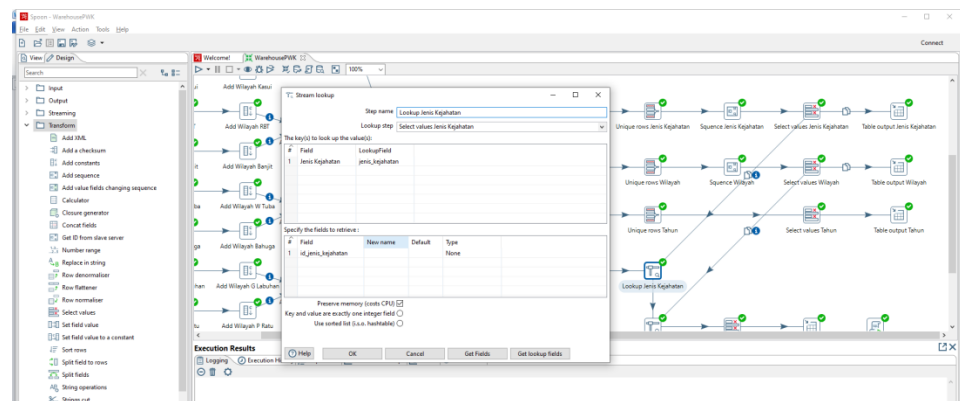 Spoon - WarehousePWK
File Edit View Action Tools Help
Connect
View Design
Welcome! WarehousePWK
Search
100%
Input
Output
Streaming
Transform
Add XML
Add a checksum
Add constants
Add sequence
Add value fields changing sequence
Calculator
Closure generator
Concat fields
Get ID from slave server
Number range
Replace in string
Row denormaliser
Row flattener
Row normaliser
Select values
Set field value
Set field value to a constant
Sort rows
Split field to rows
Split fields
String operations
Strings cut
Add Wilayah Kasui
Add Wilayah RBT
Add Wilayah Banjit
Add Wilayah W Tuba
Add Wilayah Bahuga
Add Wilayah G Labuhan
Add Wilayah P Ratu
Stream lookup
Step name Lookup Jenis Kejahatan
Lookup step Select values Jenis Kejahatan
The key(s) to look up the value(s):
# Field LookupField
1 Jenis Kejahatan jenis_kejahatan
Specify the fields to retrieve :
# Field New name Default Type
1 id_jenis_kejahatan None
Preserve memory (costs CPU)
Key and value are exactly one integer field
Use sorted list (i.s.o. hashtable)
Help OK Cancel Get Fields Get lookup fields
Unique rows Jenis Kejahatan Squence Jenis Kejahatan Select values Jenis Kejahatan Table output Jenis Kejahatan
Unique rows Wilayah Squence Wilayah Select values Wilayah Table output Wilayah
Unique rows Tahun Select values Tahun Table output Tahun
Lookup Jenis Kejahatan
Execution Results
Logging Execution Hi